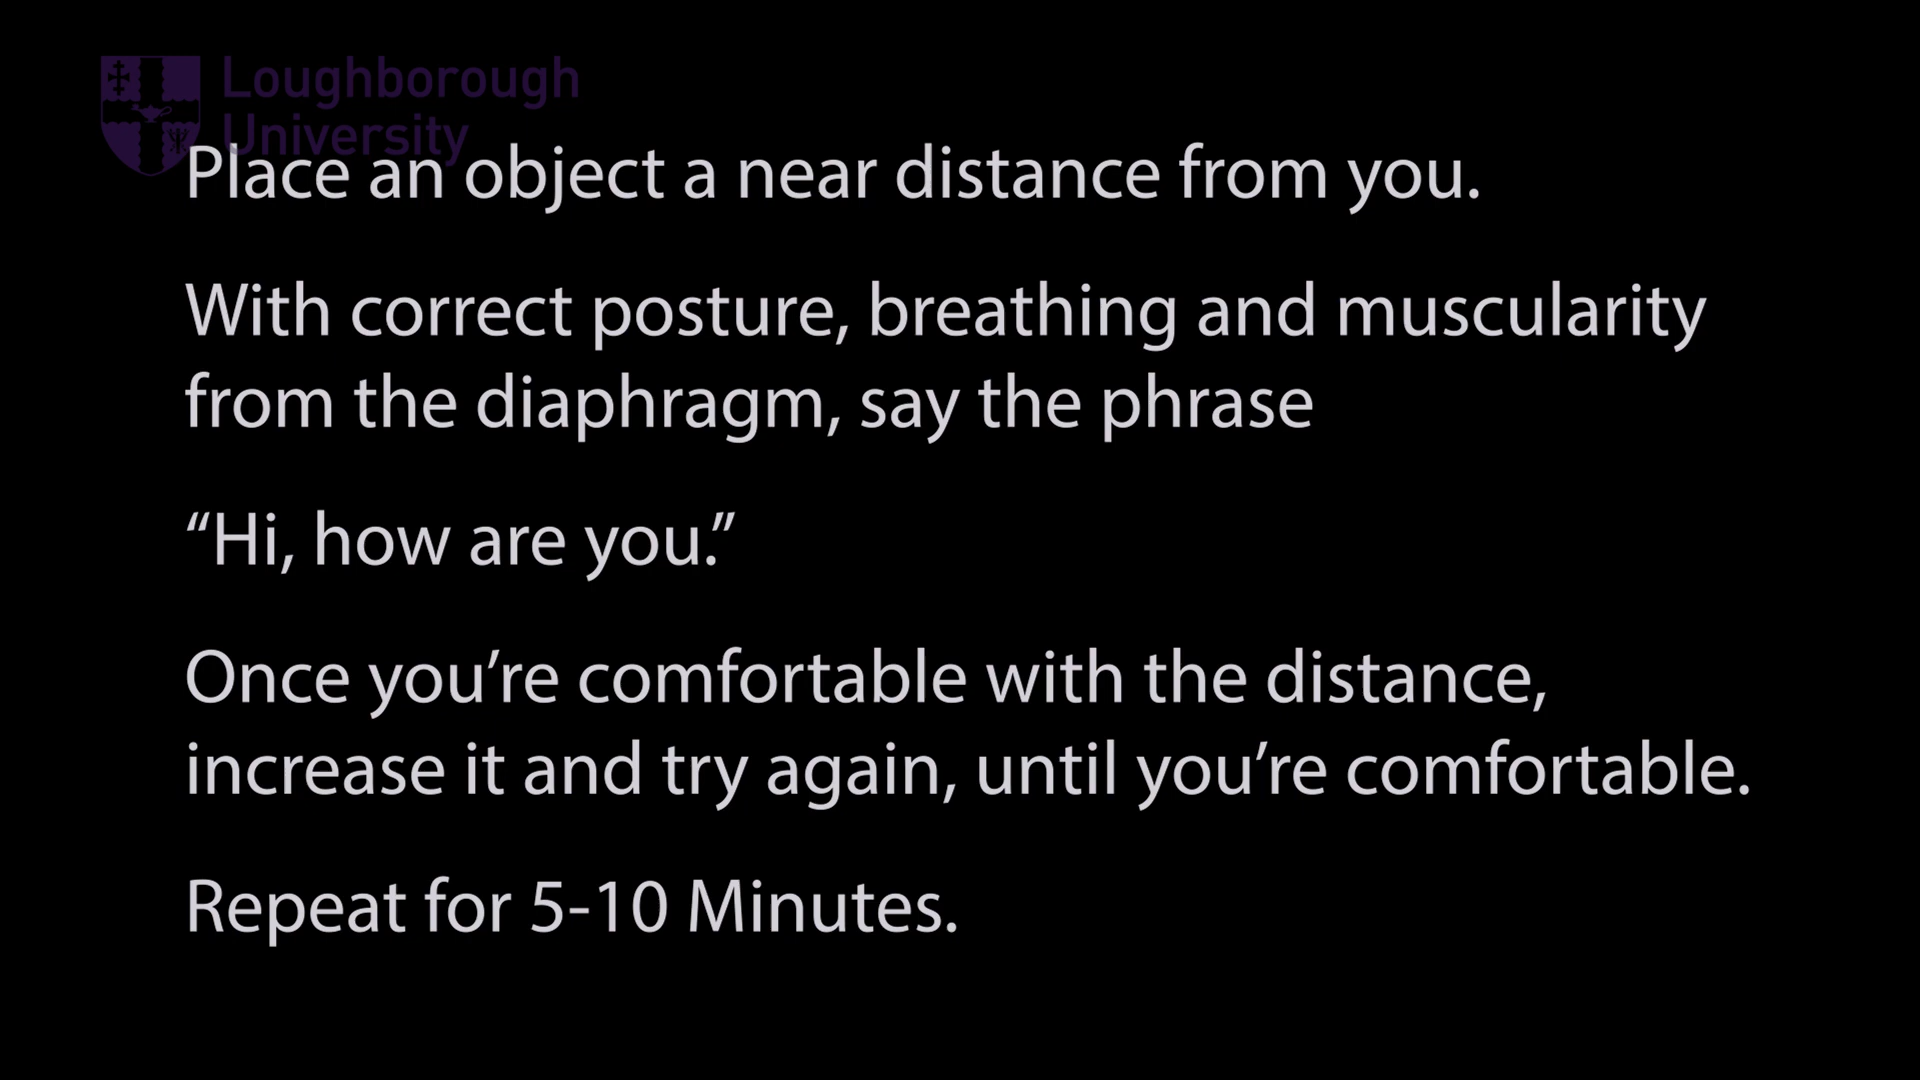 Loughborough
University
Place an object a near distance from you.
With correct posture, breathing and muscularity
from the diaphragm, say the phrase
“Hi, how are you.”
Once you’re comfortable with the distance,
increase it and try again, until you’re comfortable.
Repeat for 5-10 Minutes.